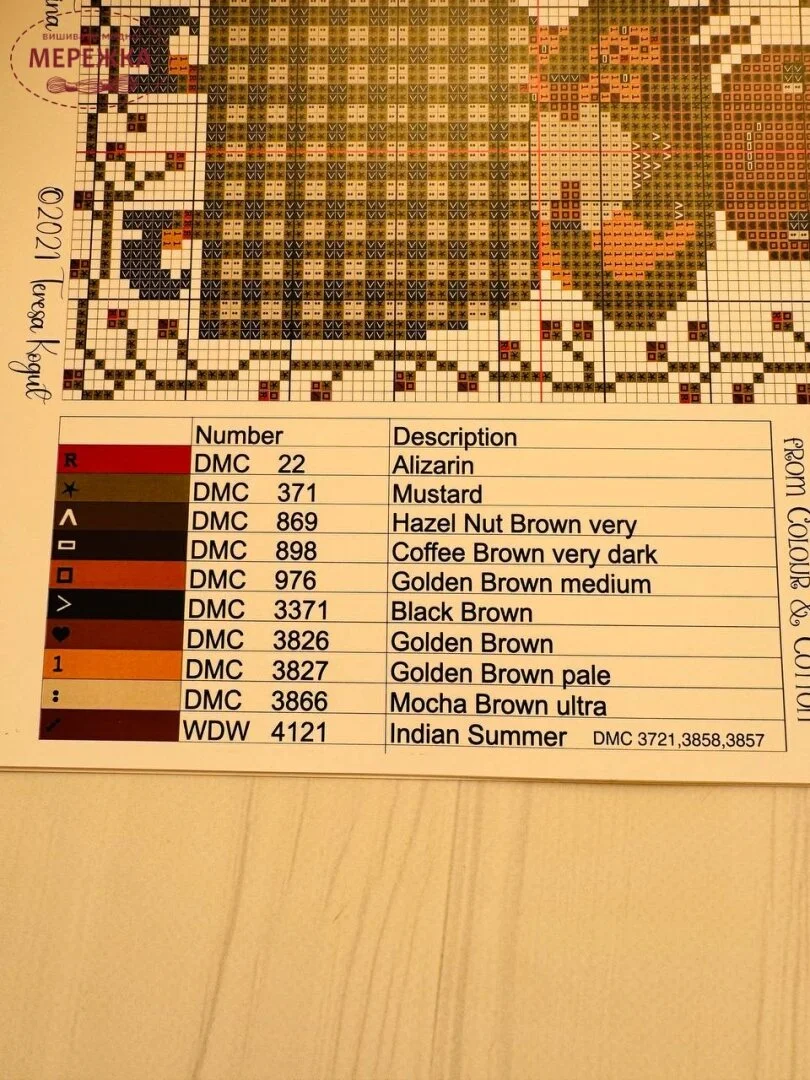 МЕРЕЖКА
©2021 Teresa Kogut
Number Description
R DMC 22 Alizarin
DMC 371 Mustard
DMC 869 Hazel Nut Brown very
DMC 898 Coffee Brown very dark
DMC 976 Golden Brown medium
> DMC 3371 Black Brown
DMC 3826 Golden Brown
1 DMC 3827 Golden Brown pale
: DMC 3866 Mocha Brown ultra
WDW 4121 Indian Summer DMC 3721,3858,3857
FROM COLOUR & COTTON